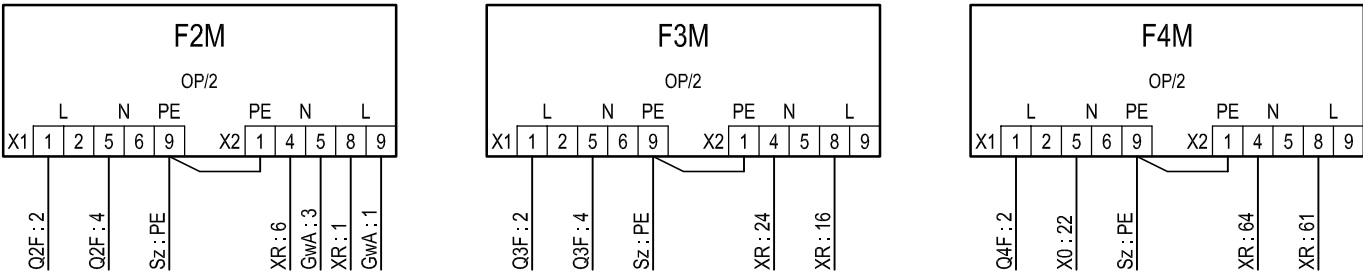 F2M F3M F4M
OP/2 OP/2 OP/2
L N PE PE N L L N PE PE N L L N PE PE N L
X1 1 2 5 6 9 X2 1 4 5 8 9 X1 1 2 5 6 9 X2 1 4 5 8 9 X1 1 2 5 6 9 X2 1 4 5 8 9
Q2F : 2 Q2F : 4 Sz : PE XR : 6 GwA : 3 XR : 1 GwA : 1 Q3F : 2 Q3F : 4 Sz : PE XR : 24 XR : 16 Q4F : 2 X0 : 22 Sz : PE XR : 64 XR : 61